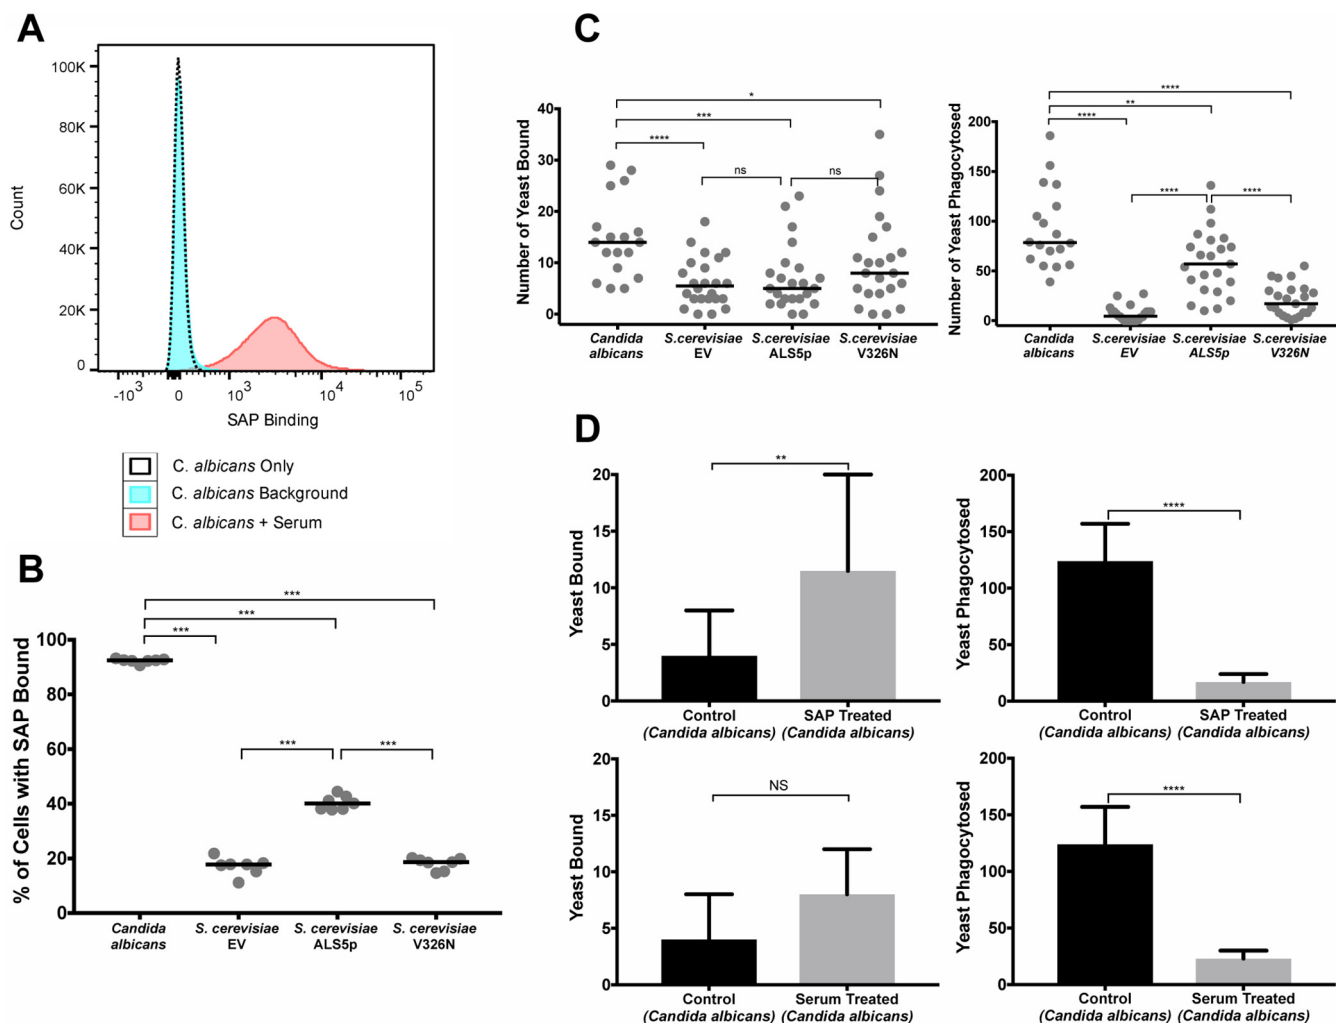 A
Count
100K
80K
60K
40K
20K
0
-10³ 0 10³ 10⁴ 10⁵
SAP Binding
C. albicans Only
C. albicans Background
C. albicans + Serum
B
% of Cells with SAP Bound
100
80
60
40
20
0
***
***
***
***
***
Candida albicans
S. cerevisiae EV
S. cerevisiae ALS5p
S. cerevisiae V326N
C
Number of Yeast Bound
40
30
20
10
0
*
***
****
ns
ns
Candida albicans
S.cerevisiae EV
S.cerevisiae ALS5p
S.cerevisiae V326N
Number of Yeast Phagocytosed
200
150
100
50
0
****
**
****
****
****
Candida albicans
S.cerevisiae EV
S.cerevisiae ALS5p
S.cerevisiae V326N
D
Yeast Bound
20
15
10
5
0
**
Control
(Candida albicans)
SAP Treated
(Candida albicans)
Yeast Phagocytosed
200
150
100
50
0
****
Control
(Candida albicans)
SAP Treated
(Candida albicans)
Yeast Bound
20
15
10
5
0
NS
Control
(Candida albicans)
Serum Treated
(Candida albicans)
Yeast Phagocytosed
200
150
100
50
0
****
Control
(Candida albicans)
Serum Treated
(Candida albicans)